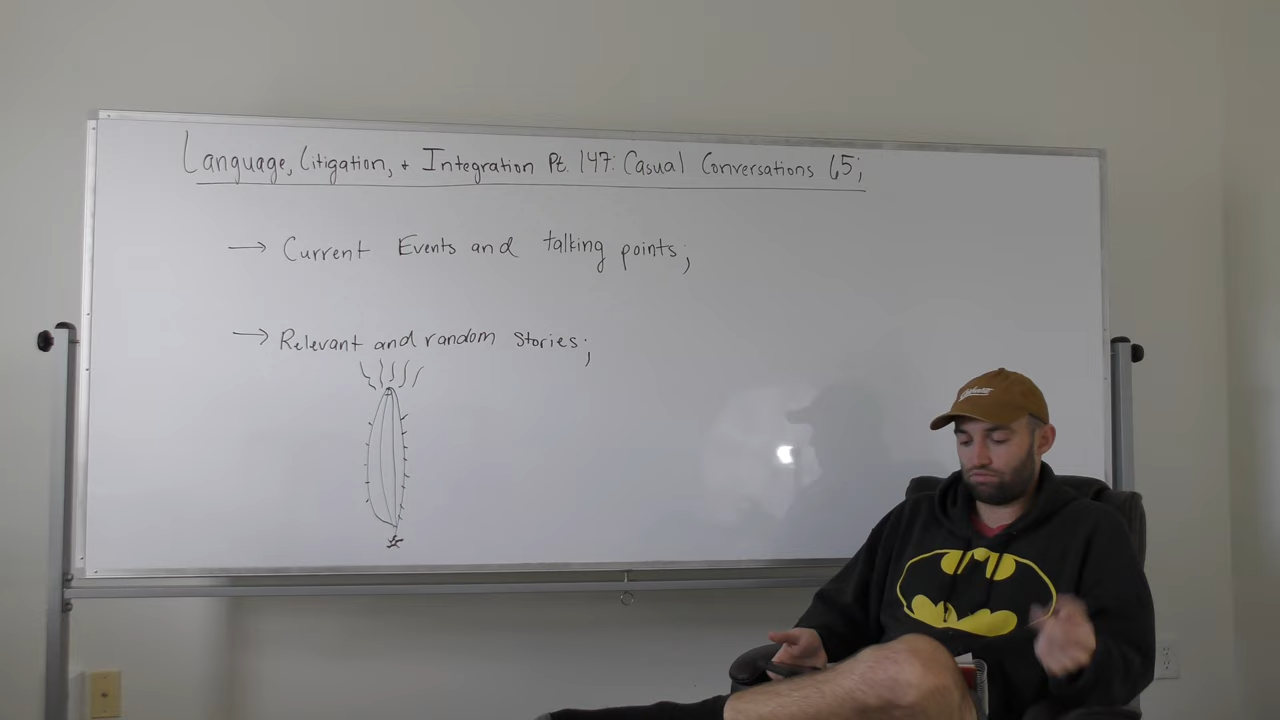 Language, Litigation, + Integration Pt. 147: Casual Conversations 65;
→ Current Events and talking points;
→ Relevant and random stories;